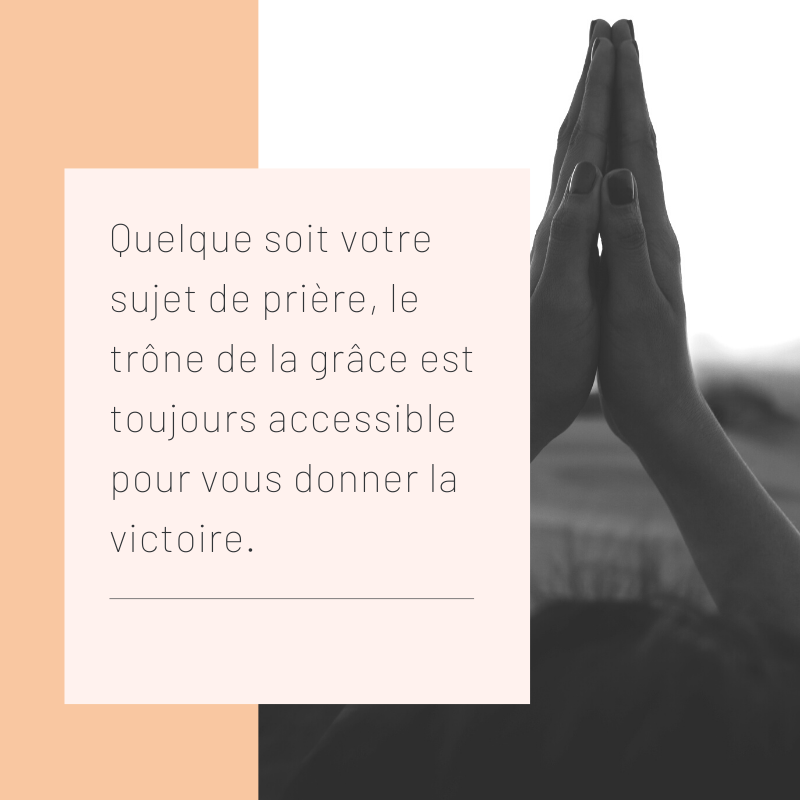 Quelque soit votre
sujet de prière, le
trône de la grâce est
toujours accessible
pour vous donner la
victoire.